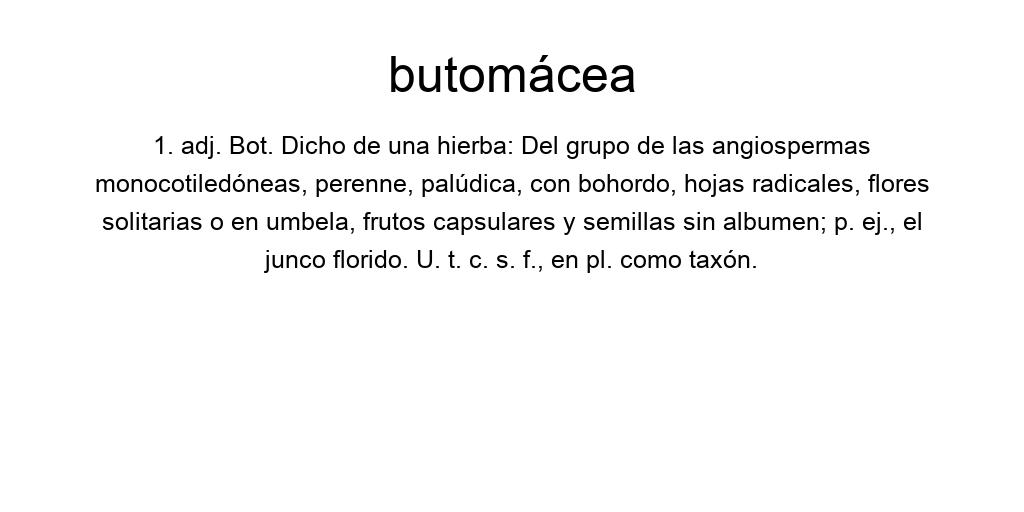 butomácea
1. adj. Bot. Dicho de una hierba: Del grupo de las angiospermas
monocotiledóneas, perenne, palúdica, con bohordo, hojas radicales, flores
solitarias o en umbela, frutos capsulares y semillas sin albumen; p. ej., el
junco florido. U. t. c. s. f., en pl. como taxón.